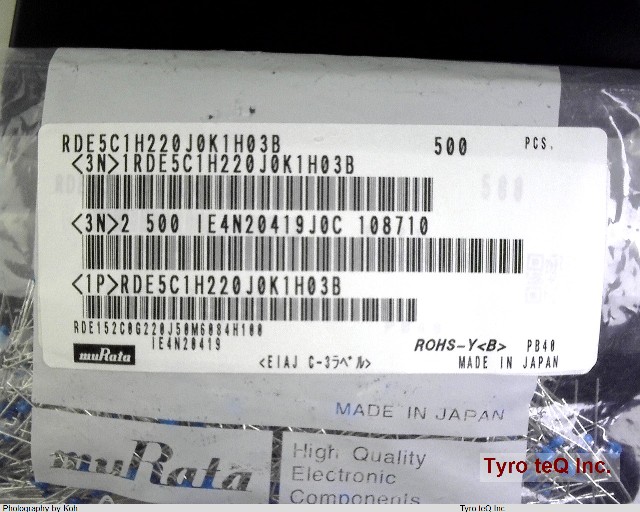 RDE5C1H220J0K1H03B 500 PCS.
<3N>1RDE5C1H220J0K1H03B
<3N>2 500 IE4N20419J0C 108710
<1P>RDE5C1H220J0K1H03B
RDE152C0G220J50M6084H100
IE4N20419
muRata <EIAJ C-3ラベル> ROHS-Y<B> PB40
MADE IN JAPAN
MADE IN JAPAN
muRata High Quality
Electronic
Components
Tyro teQ Inc.
Photography by Koh Tyro teQ Inc